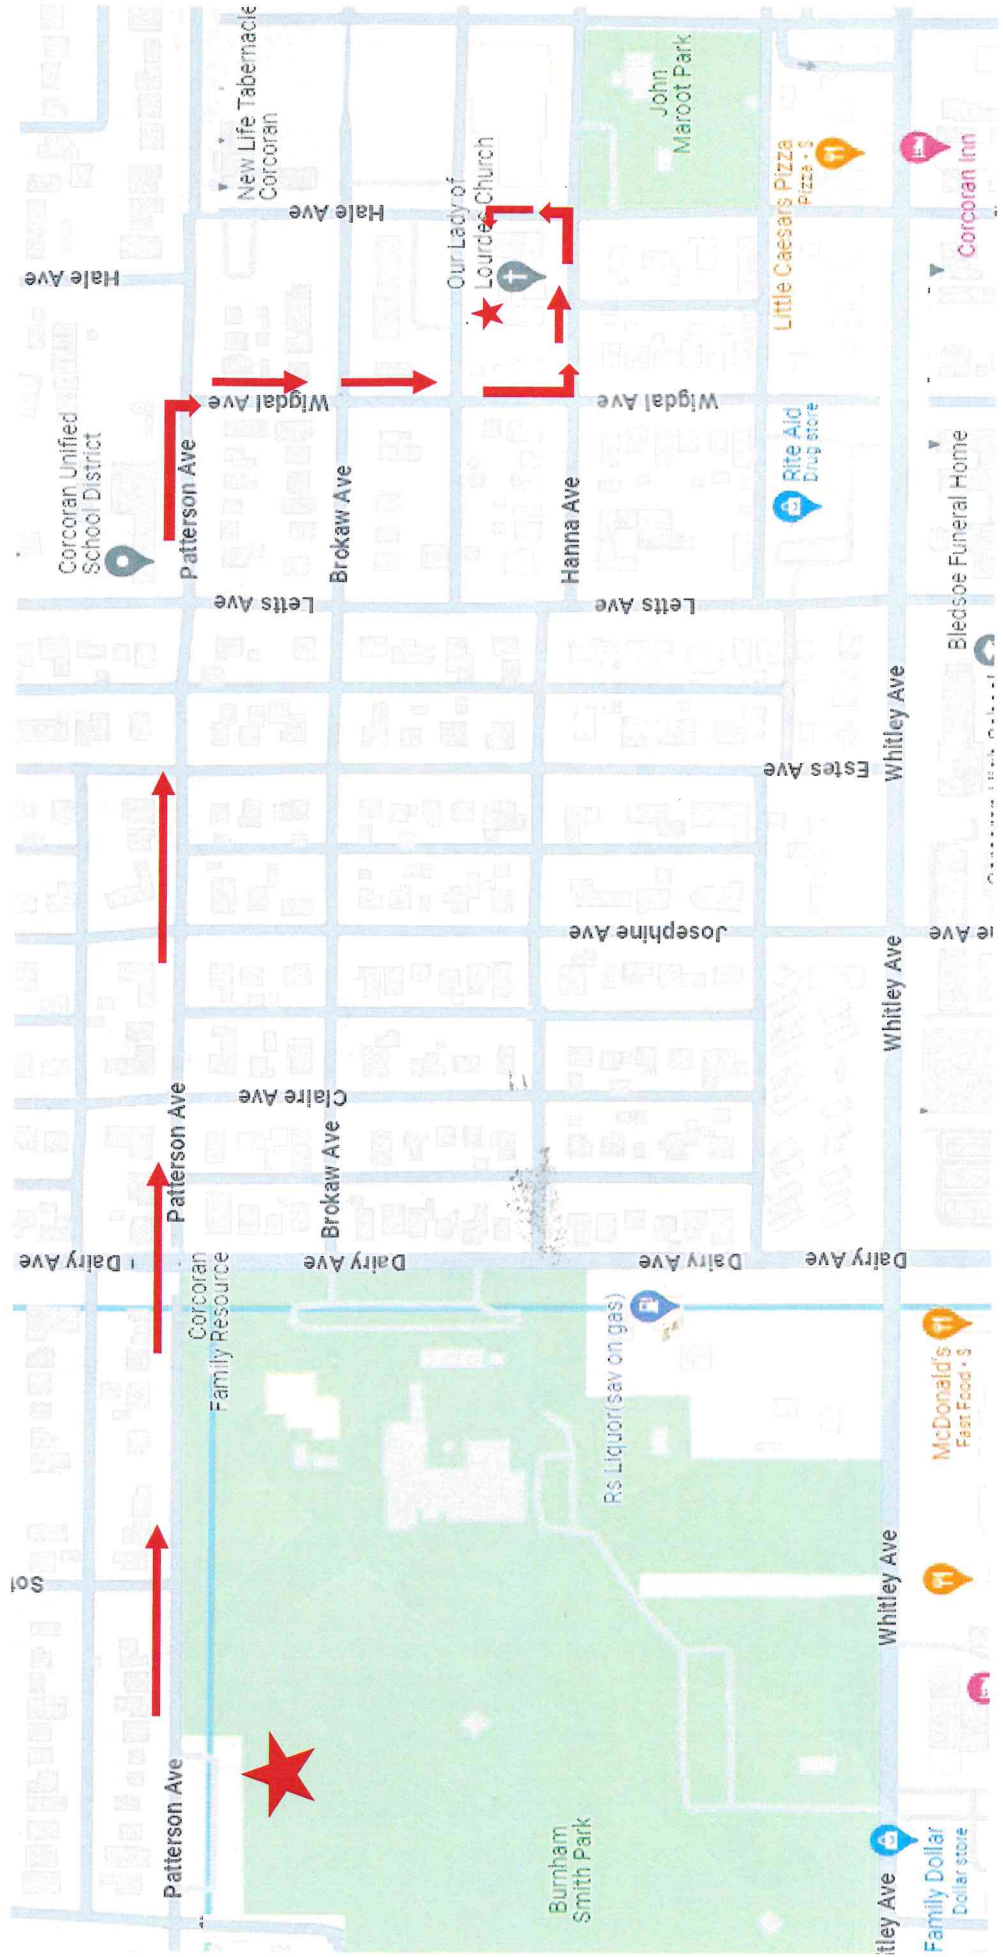 Patterson Ave
Burnham
Smith Park
Family Dollar
Dollar store
Whitley Ave
Corcoran
Family Resource
Rs Liquor(sav on gas)
McDonald's
Fast Food • $
Dairy Ave
Dairy Ave
Dairy Ave
Dairy Ave
Patterson Ave
Brokaw Ave
Claire Ave
Josephine Ave
Whitley Ave
Estes Ave
Whitley Ave
Letts Ave
Letts Ave
Corcoran Unified
School District
Patterson Ave
Brokaw Ave
Hanna Ave
Bledsoe Funeral Home
Wigdal Ave
Wigdal Ave
Rite Aid
Drug store
Hale Ave
Hale Ave
New Life Tabernacle
Corcoran
Our Lady of
Lourdes Church
John
Maroot Park
Little Caesars Pizza
Pizza • $
Corcoran Inn